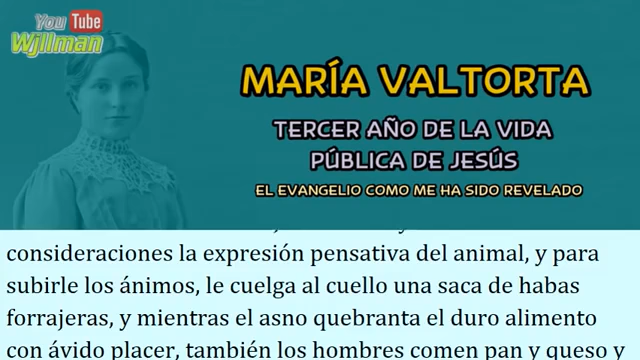 You Tube
Wjllman
MARÍA VALTORTA
TERCER AÑO DE LA VIDA
PÚBLICA DE JESÚS
EL EVANGELIO COMO ME HA SIDO REVELADO
consideraciones la expresión pensativa del animal, y para
subirle los ánimos, le cuelga al cuello una saca de habas
forrajeras, y mientras el asno quebranta el duro alimento
con ávido placer, también los hombres comen pan y queso y